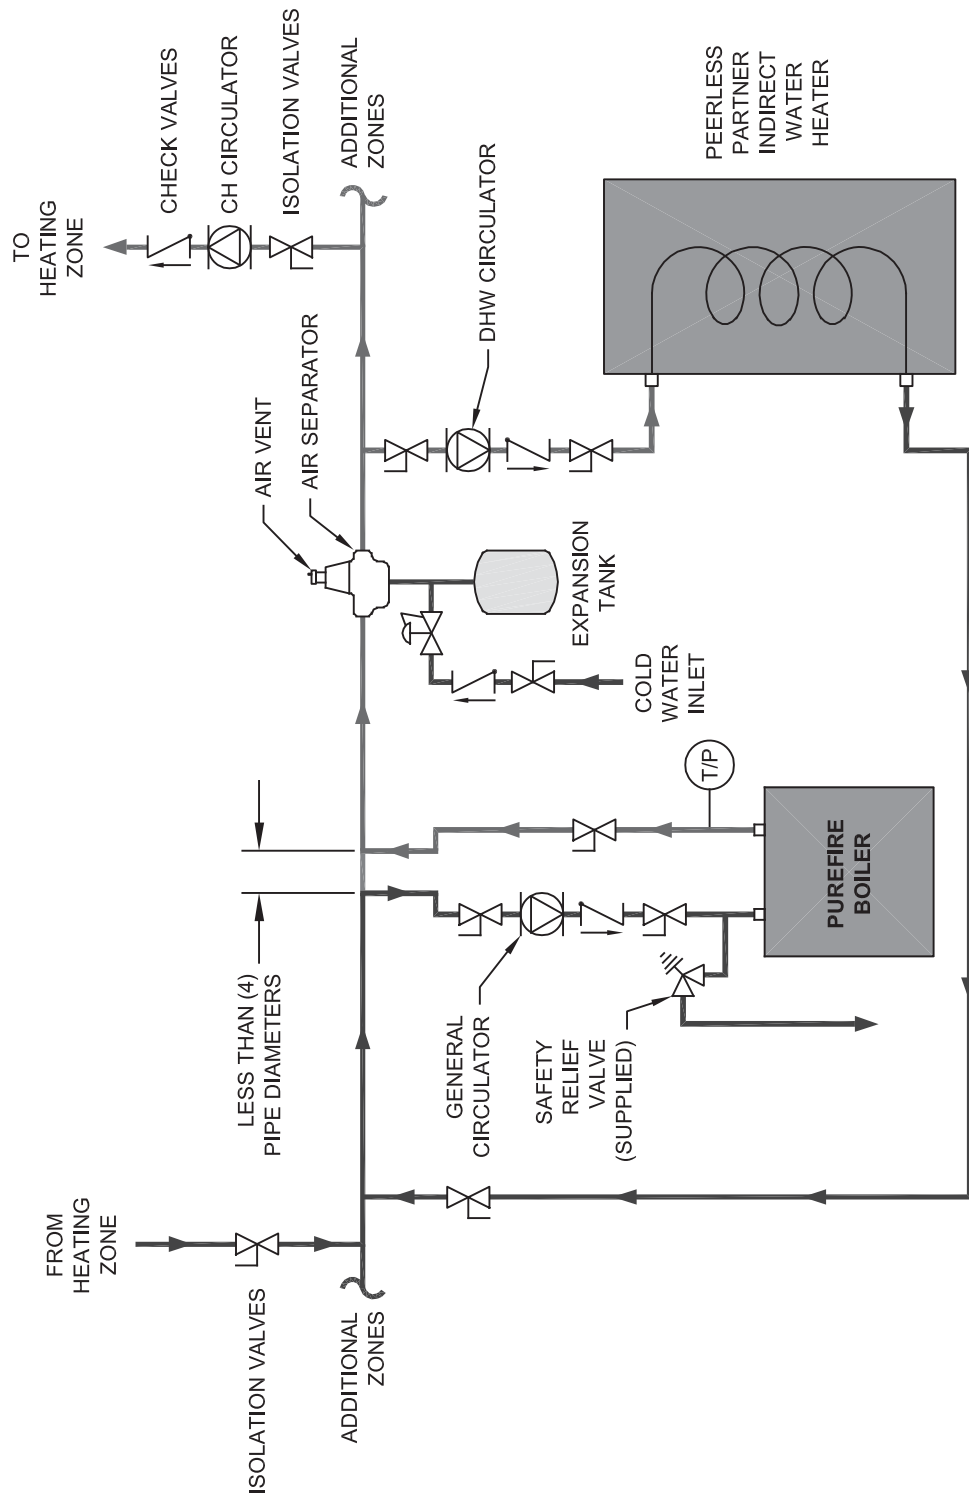 TO
HEATING
ZONE
CHECK VALVES
CH CIRCULATOR
ISOLATION VALVES
ADDITIONAL
ZONES
PEERLESS
PARTNER
INDIRECT
WATER
HEATER
AIR VENT
AIR SEPARATOR
DHW CIRCULATOR
EXPANSION
TANK
COLD
WATER
INLET
T/P
PUREFIRE
BOILER
LESS THAN (4)
PIPE DIAMETERS
GENERAL
CIRCULATOR
SAFETY
RELIEF
VALVE
(SUPPLIED)
FROM
HEATING
ZONE
ISOLATION VALVES
ADDITIONAL
ZONES